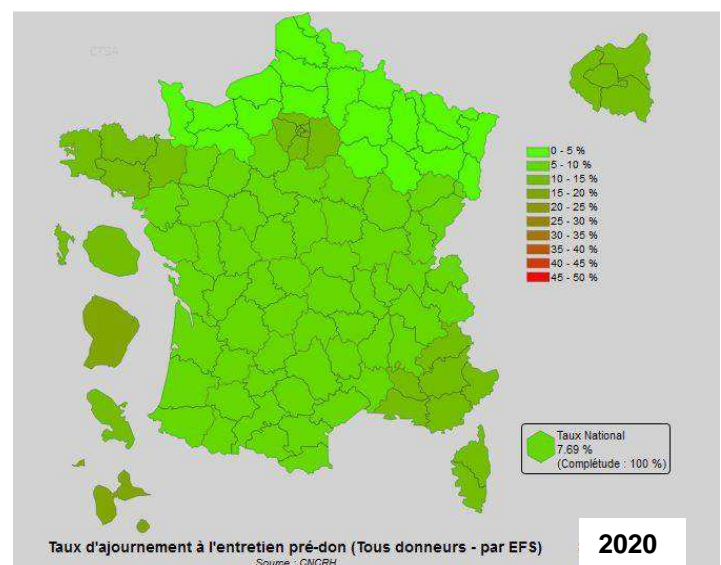 CTSA
0 - 5 %
5 - 10 %
10 - 15 %
15 - 20 %
20 - 25 %
25 - 30 %
30 - 35 %
35 - 40 %
40 - 45 %
45 - 50 %
Taux National
7.69 %
(Complétude : 100 %)
Taux d'ajournement à l'entretien pré-don (Tous donneurs - par EFS)
2020
Source : CNCRH